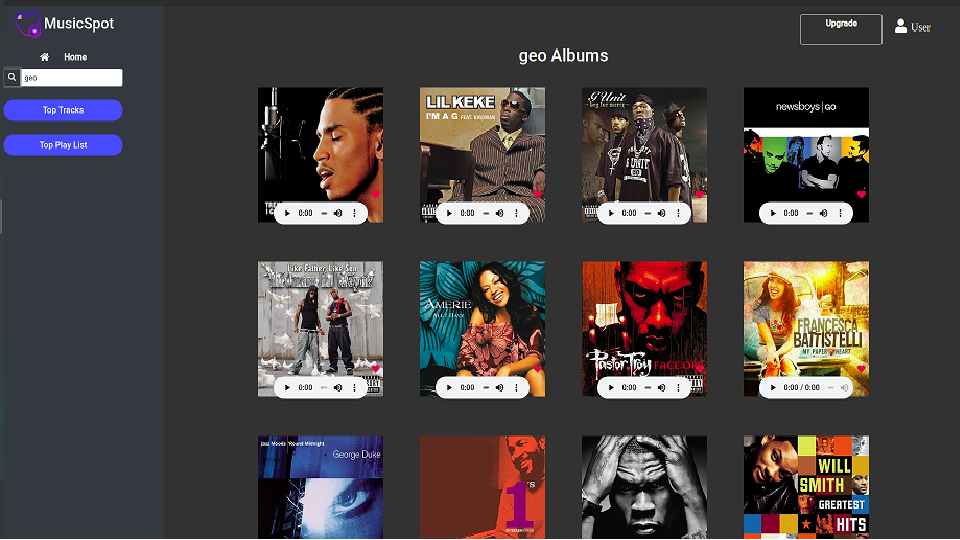 MusicSpot
Home
geo
Top Tracks
Top Play List
Upgrade
User
geo Albums
0:00
LIL KEKE
I'M A G FEAT. BIRDMAN
0:00
G Unit
beg for mercy
G UNIT
0:00
newsboys | GO
0:00
Like Father, Like Son
0:00
AMERIE
ALL I HAVE
0:00
Pastor Troy FACE OFF
0:00
FRANCESCA
BATTISTELLI
MY PAPER HEART
0:00 / 0:00
Jazz Moods 'Round Midnight
George Duke
1
WILL
SMITH
GREATEST
HITS